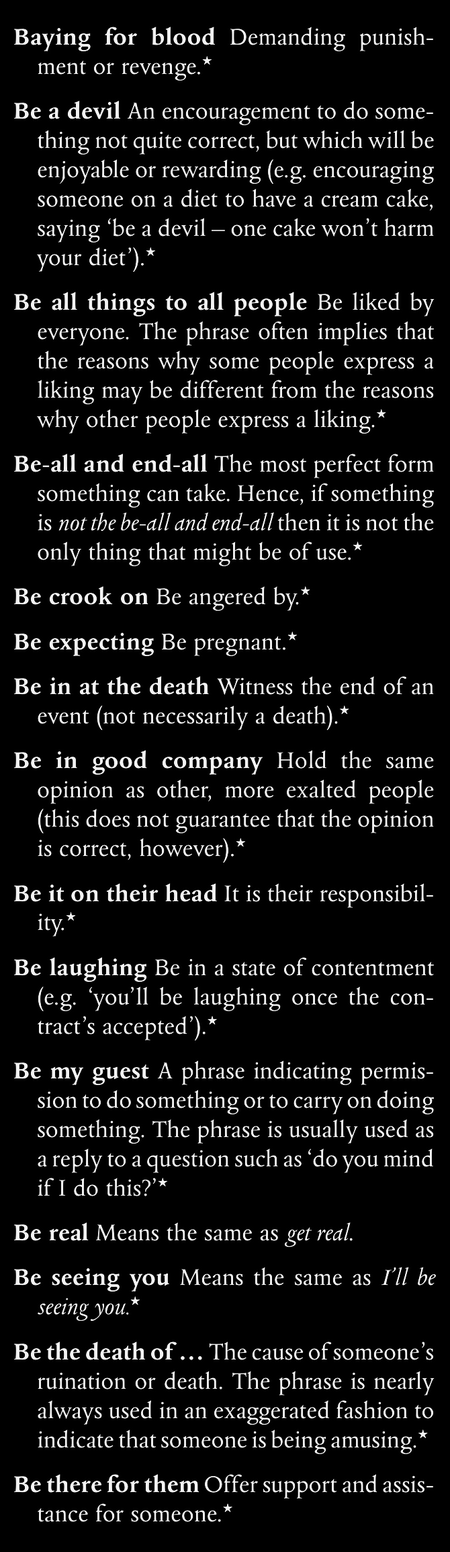 Baying for blood Demanding punish-
ment or revenge.★
Be a devil An encouragement to do some-
thing not quite correct, but which will be
enjoyable or rewarding (e.g. encouraging
someone on a diet to have a cream cake,
saying ‘be a devil – one cake won’t harm
your diet’).★
Be all things to all people Be liked by
everyone. The phrase often implies that
the reasons why some people express a
liking may be different from the reasons
why other people express a liking.★
Be-all and end-all The most perfect form
something can take. Hence, if something
is not the be-all and end-all then it is not the
only thing that might be of use.★
Be crook on Be angered by.★
Be expecting Be pregnant.★
Be in at the death Witness the end of an
event (not necessarily a death).★
Be in good company Hold the same
opinion as other, more exalted people
(this does not guarantee that the opinion
is correct, however).★
Be it on their head It is their responsibil-
ity.★
Be laughing Be in a state of contentment
(e.g. ‘you’ll be laughing once the con-
tract’s accepted’).★
Be my guest A phrase indicating permis-
sion to do something or to carry on doing
something. The phrase is usually used as
a reply to a question such as ‘do you mind
if I do this?’★
Be real Means the same as get real.
Be seeing you Means the same as I’ll be
seeing you.★
Be the death of … The cause of someone’s
ruination or death. The phrase is nearly
always used in an exaggerated fashion to
indicate that someone is being amusing.★
Be there for them Offer support and assis-
tance for someone.★